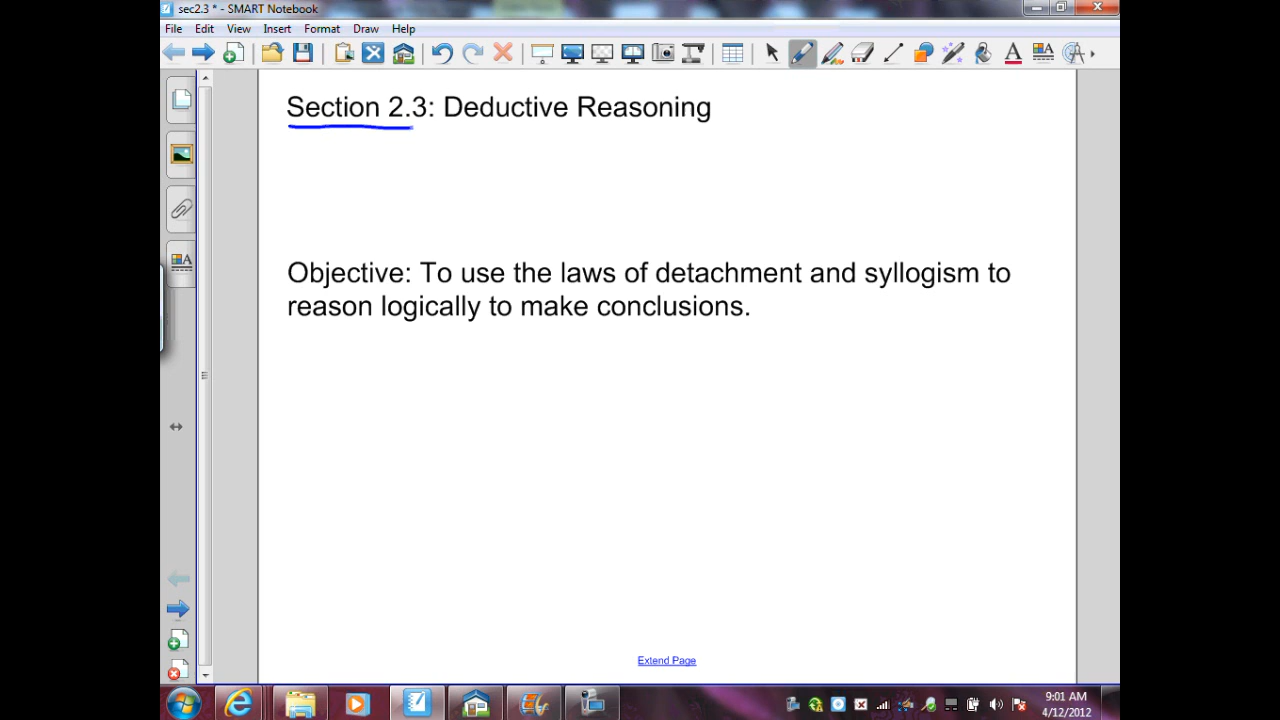 sec2.3 * - SMART Notebook
File Edit View Insert Format Draw Help
Section 2.3: Deductive Reasoning
Objective: To use the laws of detachment and syllogism to
reason logically to make conclusions.
Extend Page
9:01 AM
4/12/2012